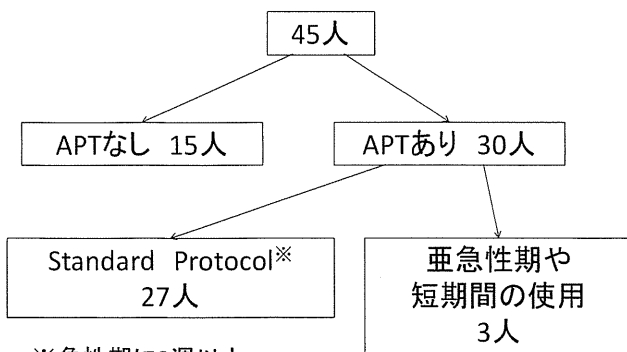 45人
APTなし 15人
APTあり 30人
Standard Protocol※
27人
亜急性期や
短期間の使用
3人